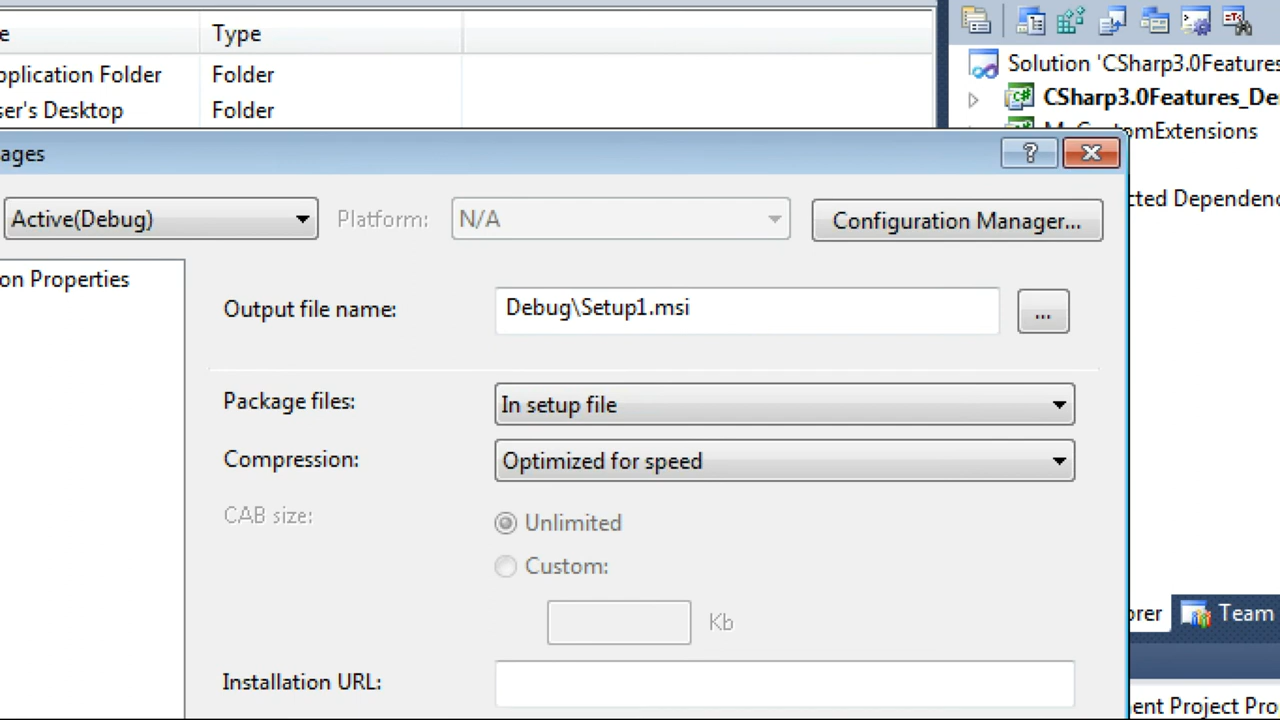 Type
pplication Folder Folder
ser's Desktop Folder
Solution 'CSharp3.0Features
CSharp3.0Features_De
CustomExtensions
cted Dependenc
ages
?
Active(Debug) Platform: N/A Configuration Manager...
on Properties
Output file name: Debug\Setup1.msi ...
Package files: In setup file
Compression: Optimized for speed
CAB size: Unlimited
Custom:
Kb
Installation URL:
orer Team
ent Project Pro